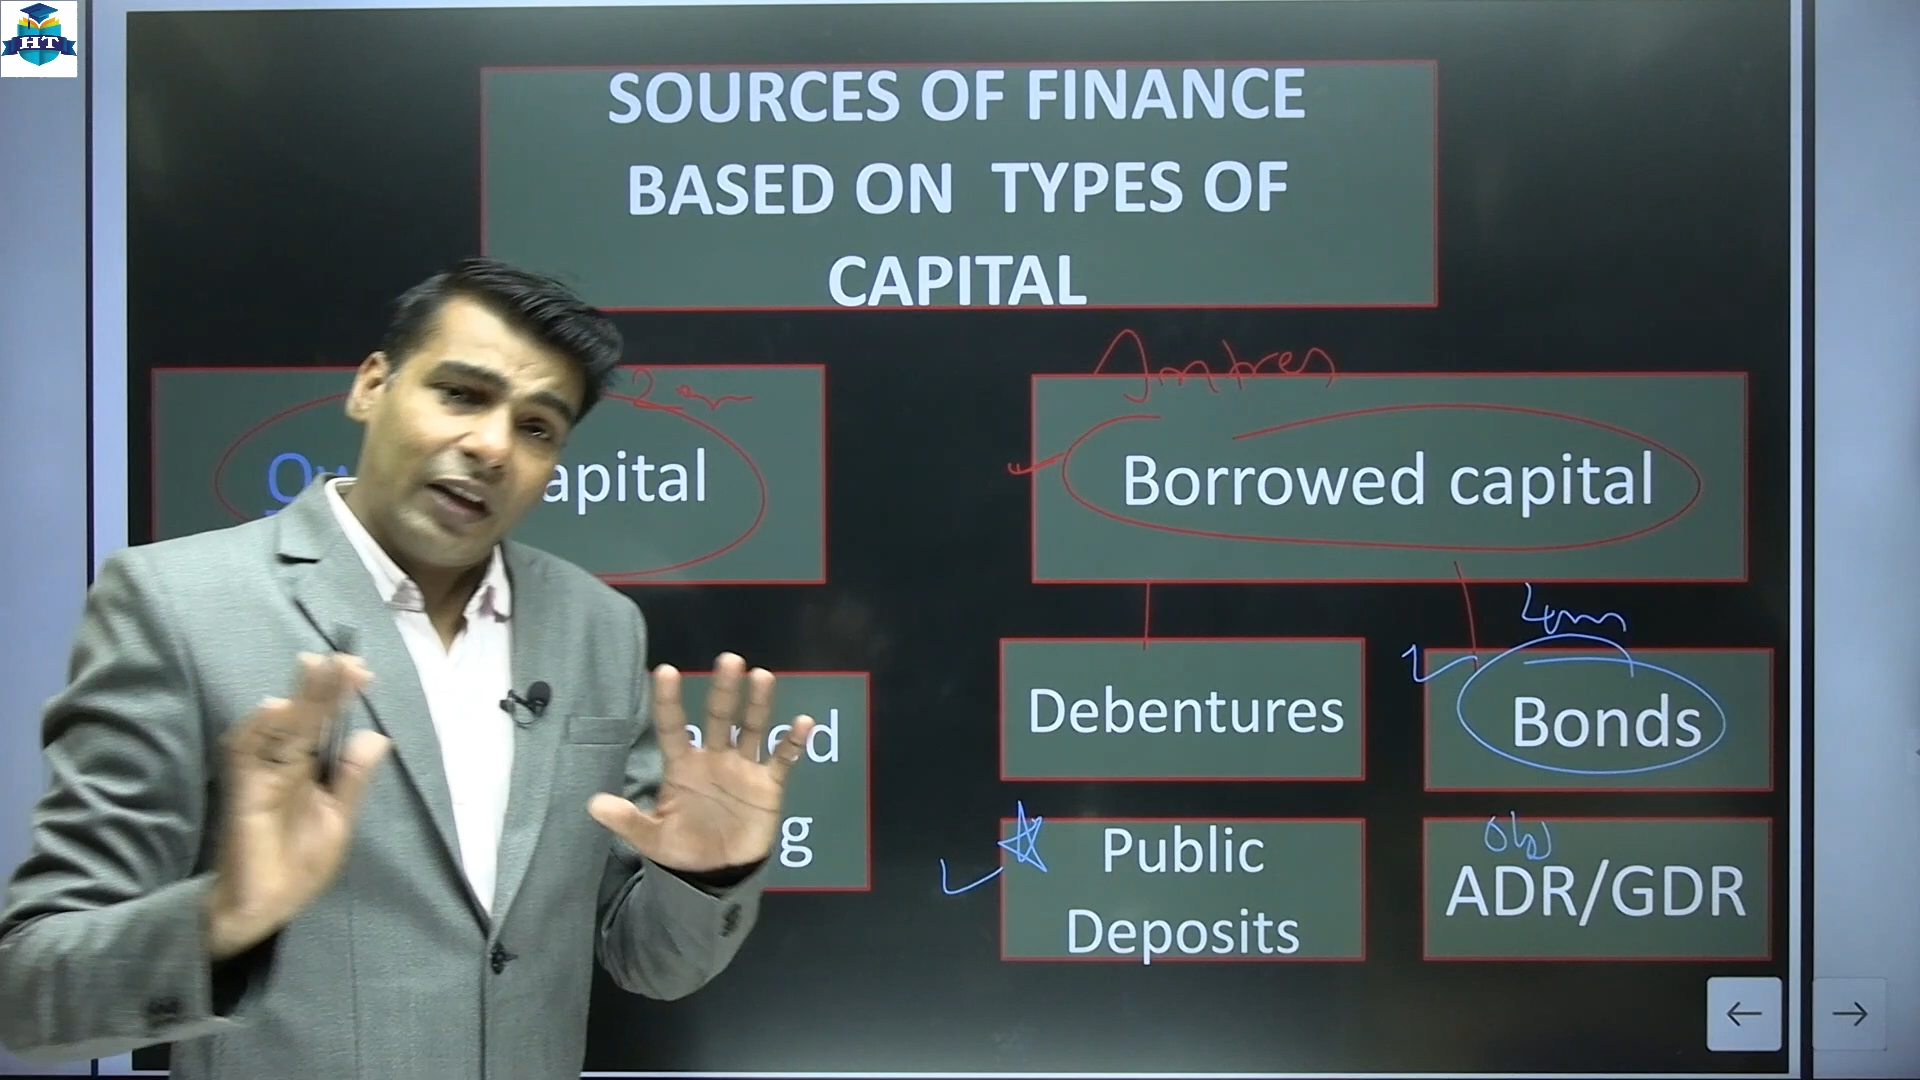 HT
SOURCES OF FINANCE
BASED ON TYPES OF
CAPITAL
apital
Borrowed capital
Debentures
Bonds
Public
Deposits
ADR/GDR